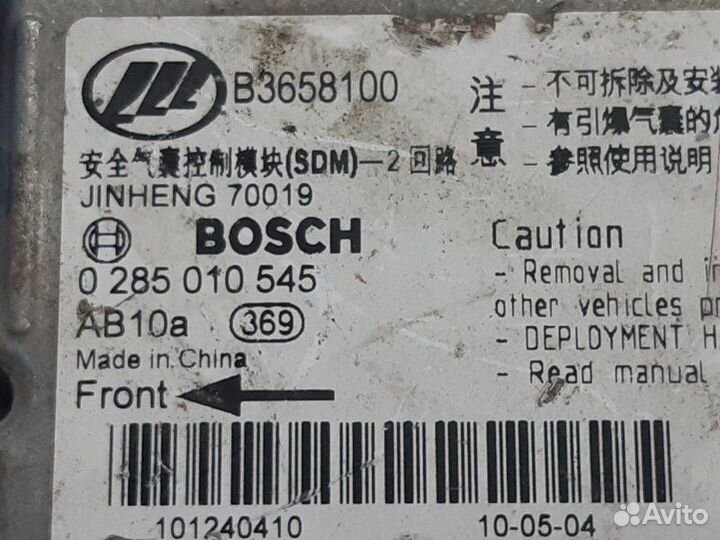 B3658100
安全气囊控制模块(SDM)—2回路
JINHENG 70019
BOSCH
0 285 010 545
AB10a 369
Made in China
Front
101240410
10-05-04
注意
- 不可拆除及安装
- 有引爆气囊的
- 参照使用说明
Caution
- Removal and
other vehicles
- DEPLOYMENT
- Read manual
Avito